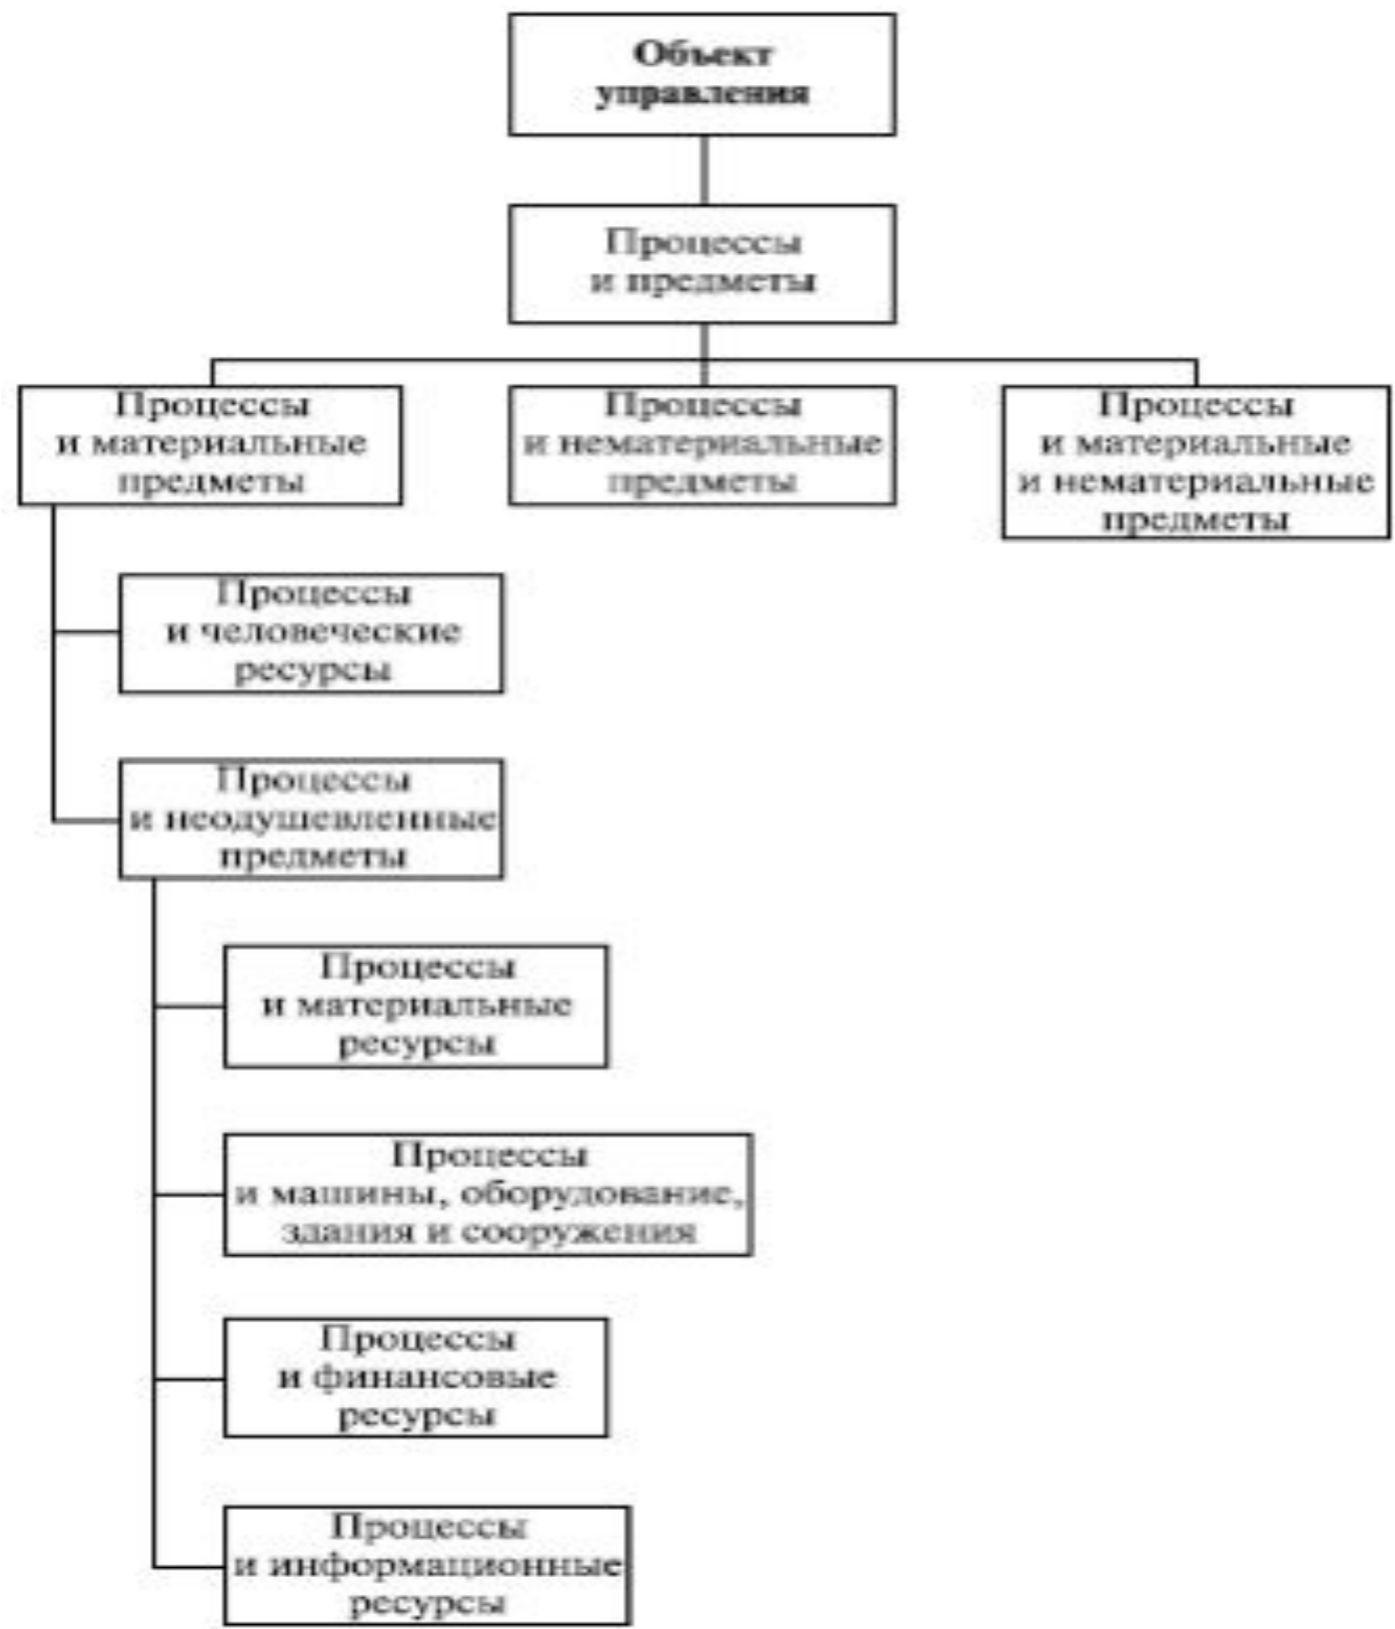 Объект
управления
Процессы
и предметы
Процессы
и материальные
предметы
Процессы
и нематериальные
предметы
Процессы
и материальные
и нематериальные
предметы
Процессы
и человеческие
ресурсы
Процессы
и неодушевленные
предметы
Процессы
и материальные
ресурсы
Процессы
и машины, оборудование,
здания и сооружения
Процессы
и финансовые
ресурсы
Процессы
и информационные
ресурсы